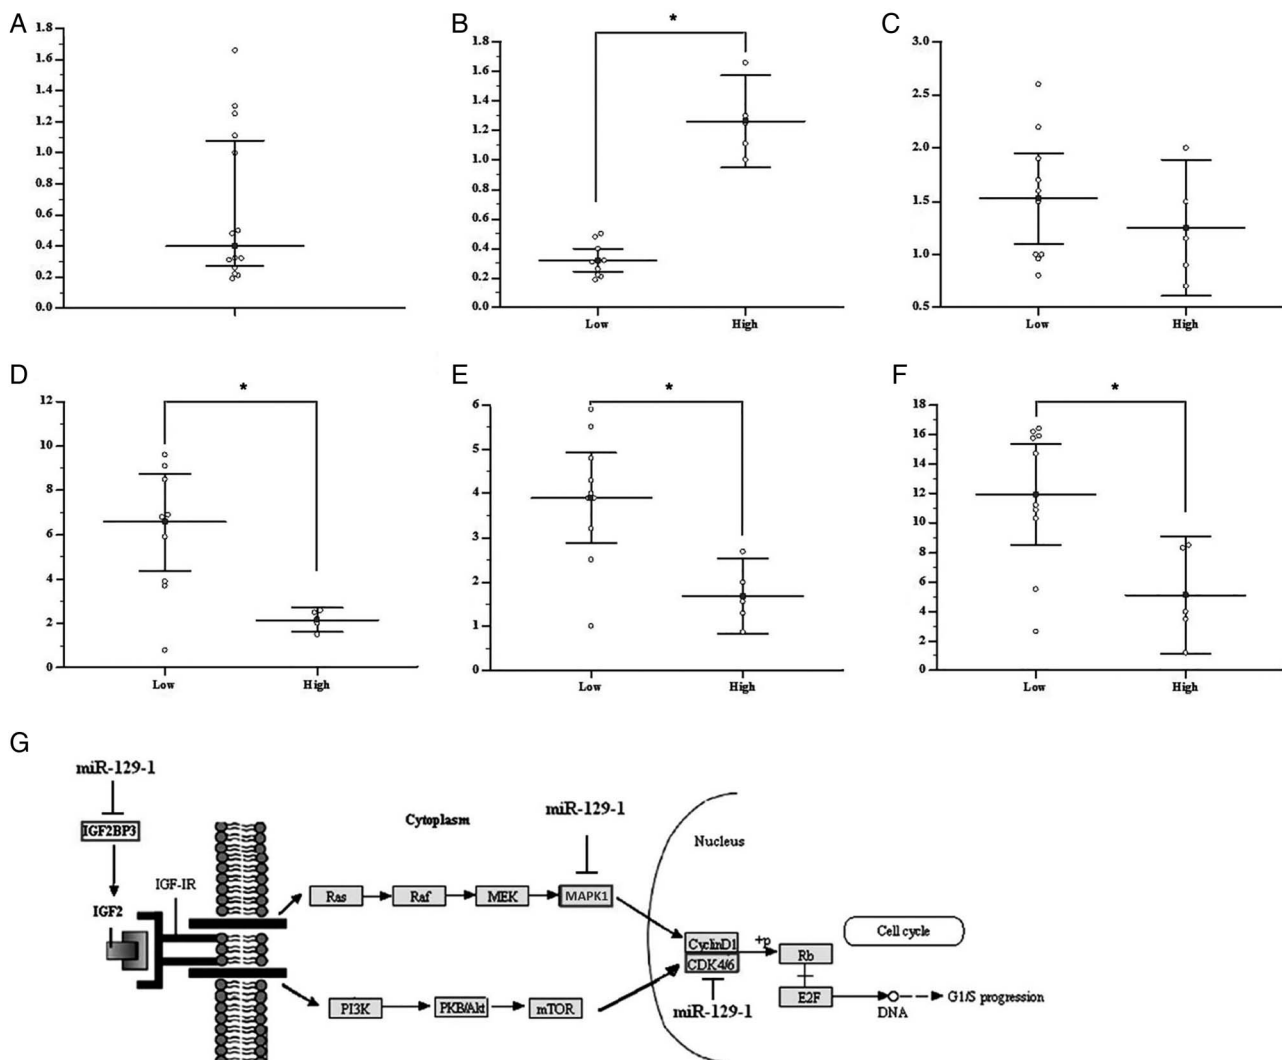 A
1.8
1.6
1.4
1.2
1.0
0.8
0.6
0.4
0.2
0.0
B
*
1.8
1.6
1.4
1.2
1.0
0.8
0.6
0.4
0.2
0.0
Low
High
C
3.0
2.5
2.0
1.5
1.0
0.5
Low
High
D
*
12
10
8
6
4
2
0
Low
High
E
*
6
5
4
3
2
1
0
Low
High
F
*
18
16
14
12
10
8
6
4
2
0
Low
High
G
miR-129-1
IGF2BP3
IGF2
IGF-IR
Cytoplasm
miR-129-1
Ras
Raf
MEK
MAPK1
PI3K
PKB/Akt
mTOR
Nucleus
CyclinD1
CDK4/6
miR-129-1
+p
Rb
E2F
Cell cycle
DNA
G1/S progression